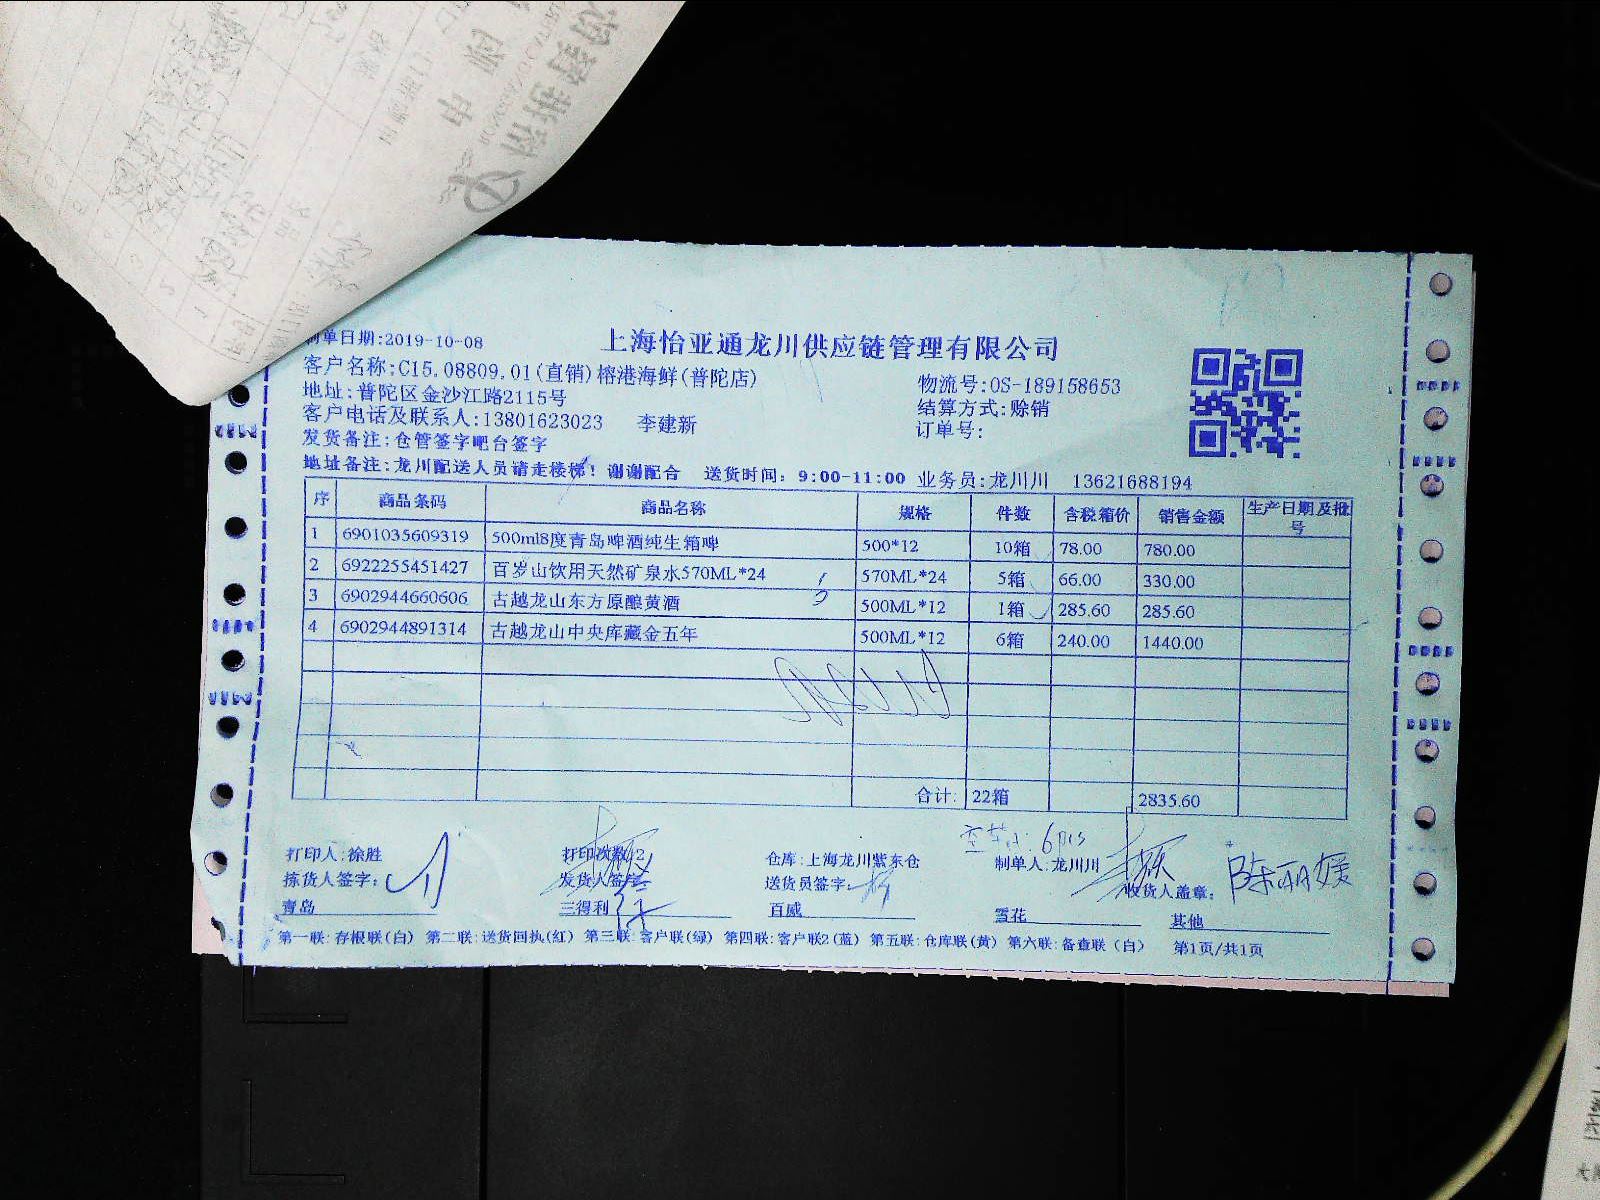 制单日期:2019-10-08
上海怡亚通龙川供应链管理有限公司
客户名称:C15.08809.01(直销)榕港海鲜(普陀店) 物流号:OS-189158653
地址:普陀区金沙江路2115号 结算方式:赊销
客户电话及联系人:13801623023 李建新 订单号:
发货备注:仓管签字吧台签字
地址备注:龙川配送人员请走楼梯！谢谢配合 送货时间: 9:00-11:00 业务员:龙川川 13621688194
序 商品条码 商品名称 规格 件数 含税箱价 销售金额 生产日期及批号
1 6901035609319 500ml8度青岛啤酒纯生箱啤 500*12 10箱 78.00 780.00
2 6922255451427 百岁山饮用天然矿泉水570ML*24 570ML*24 5箱 66.00 330.00
3 6902944660606 古越龙山东方原酿黄酒 500ML*12 1箱 285.60 285.60
4 6902944891314 古越龙山中央库藏金五年 500ML*12 6箱 240.00 1440.00
合计: 22箱 2835.60
打印人:徐胜 打印次数:2 仓库:上海龙川紫东仓 制单人:龙川川
拣货人签字: 发货人签字 送货员签字 收货人盖章: 陈丽媛
青岛 三得利 百威 雪花 其他
第一联:存根联(白) 第二联:送货回执(红) 第三联:客户联(绿) 第四联:客户联2(蓝) 第五联:仓库联(黄) 第六联:备查联(白) 第1页/共1页